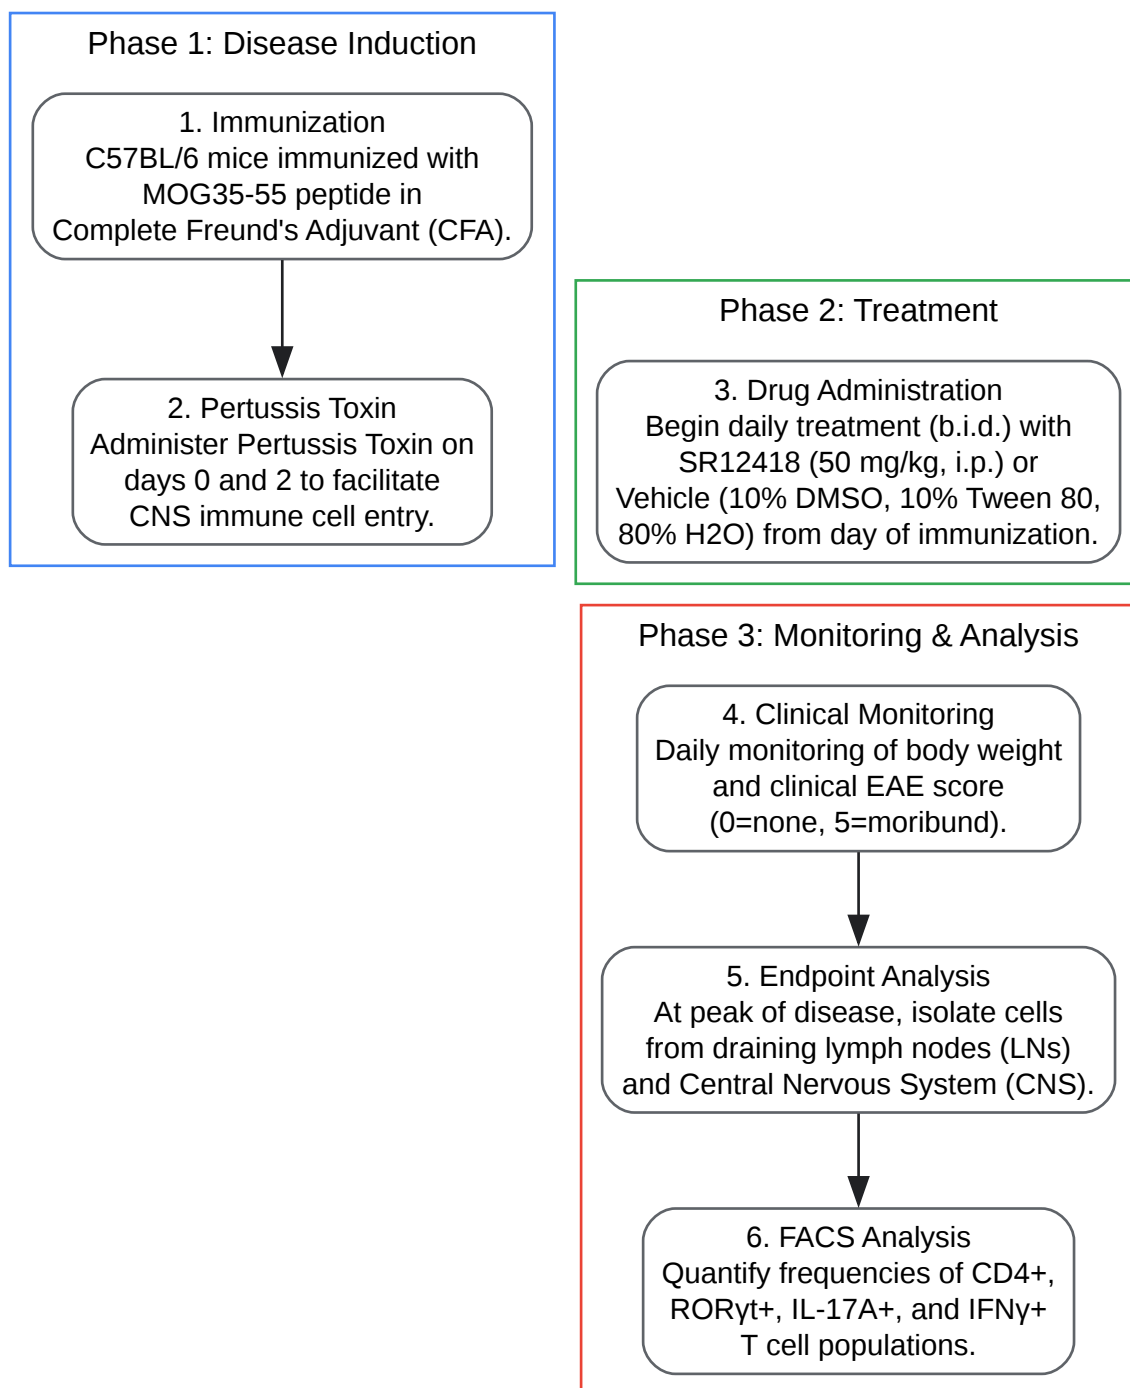 Phase 1: Disease Induction
1. Immunization
C57BL/6 mice immunized with
MOG35-55 peptide in
Complete Freund's Adjuvant (CFA).
2. Pertussis Toxin
Administer Pertussis Toxin on
days 0 and 2 to facilitate
CNS immune cell entry.
Phase 2: Treatment
3. Drug Administration
Begin daily treatment (b.i.d.) with
SR12418 (50 mg/kg, i.p.) or
Vehicle (10% DMSO, 10% Tween 80,
80% H2O) from day of immunization.
Phase 3: Monitoring & Analysis
4. Clinical Monitoring
Daily monitoring of body weight
and clinical EAE score
(0=none, 5=moribund).
5. Endpoint Analysis
At peak of disease, isolate cells
from draining lymph nodes (LNs)
and Central Nervous System (CNS).
6. FACS Analysis
Quantify frequencies of CD4+,
RORγt+, IL-17A+, and IFNγ+
T cell populations.